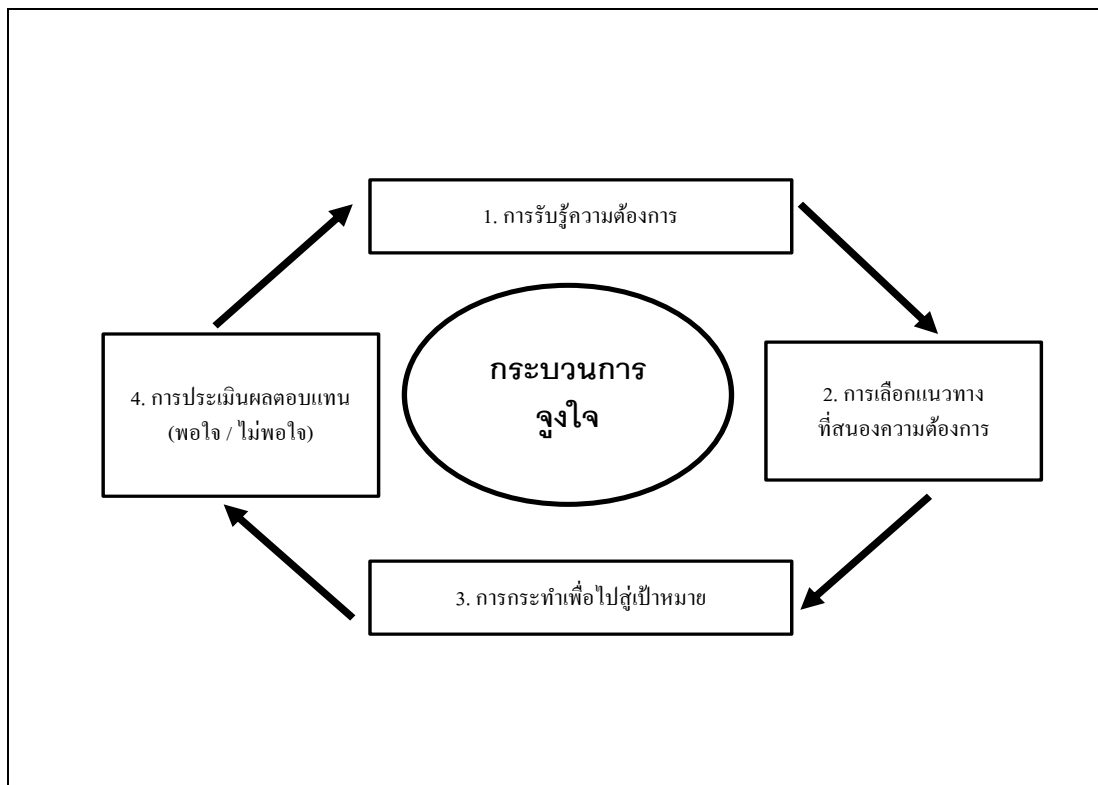 1. การรับรู้ความต้องการ
กระบวนการ
จูงใจ
2. การเลือกแนวทาง
ที่สนองความต้องการ
3. การกระทำเพื่อไปสู่เป้าหมาย
4. การประเมินผลตอบแทน
(พอใจ / ไม่พอใจ)